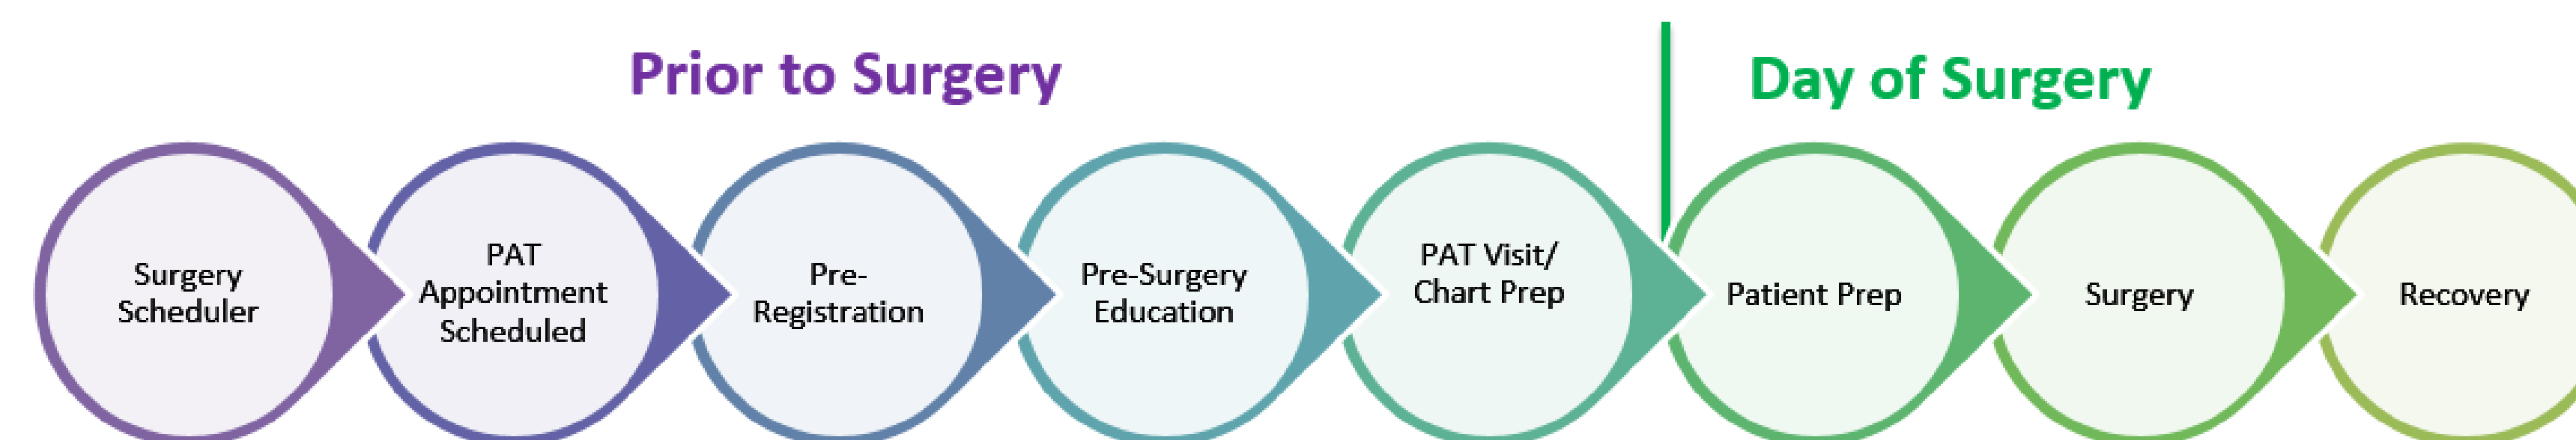 Prior to Surgery
Day of Surgery
Surgery
Scheduler
PAT
Appointment
Scheduled
Pre-
Registration
Pre-Surgery
Education
PAT Visit/
Chart Prep
Patient Prep
Surgery
Recovery